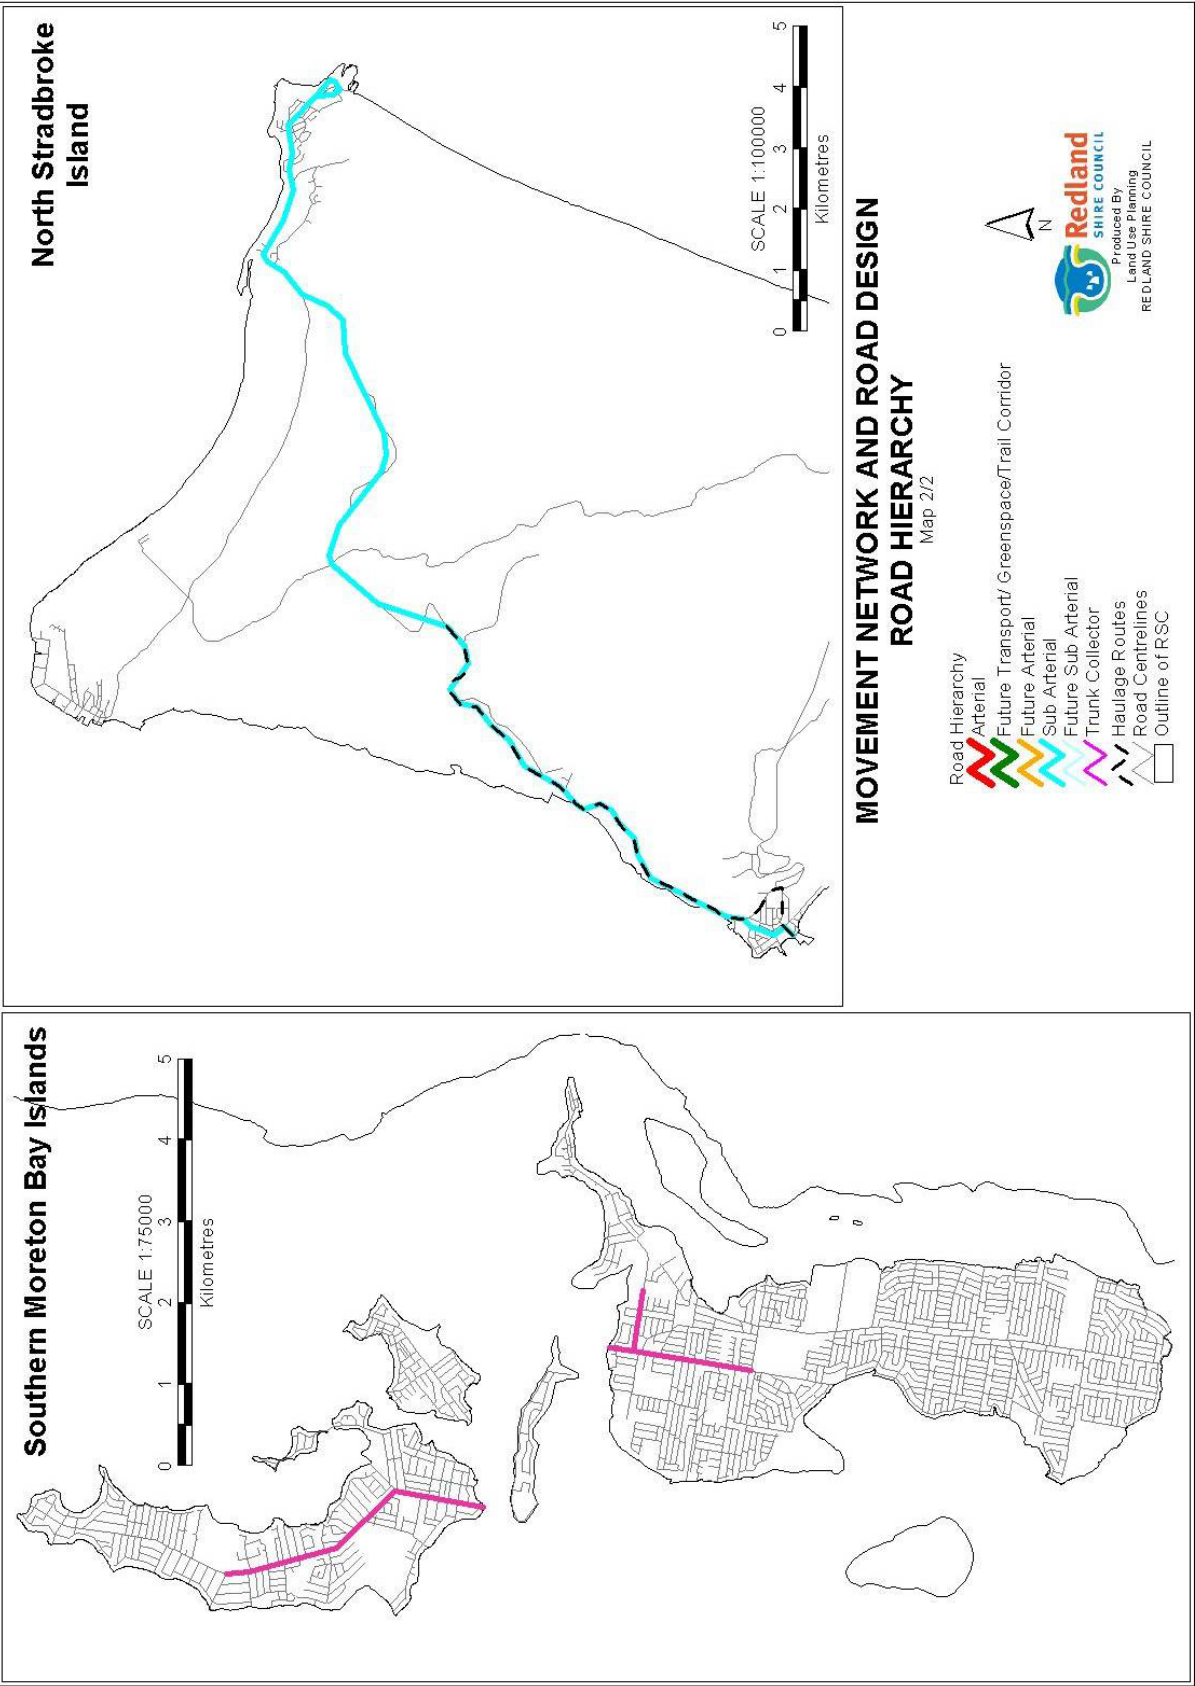 Southern Moreton Bay Islands
SCALE 1:75000
0 1 2 3 4 5
Kilometres
North Stradbroke
Island
SCALE 1:100000
0 1 2 3 4 5
Kilometres
MOVEMENT NETWORK AND ROAD DESIGN
ROAD HIERARCHY
Map 2/2
Road Hierarchy
Arterial
Future Transport/ Greenspace/Trail Corridor
Future Arterial
Sub Arterial
Future Sub Arterial
Trunk Collector
Haulage Routes
Road Centrelines
Outline of RSC
N
Redland
SHIRE COUNCIL
Produced By
Land Use Planning
REDLAND SHIRE COUNCIL